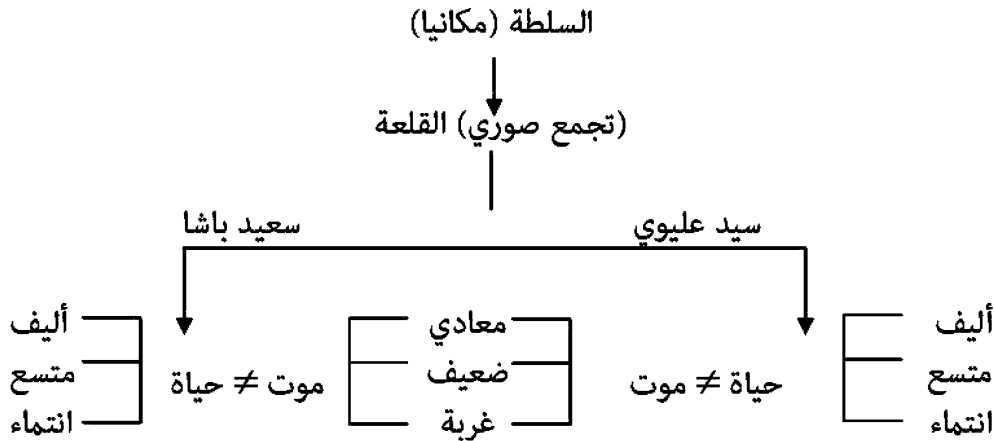 السلطة (مكانيا)
(تجمع صوري) القلعة
سيد عليوي سعيد باشا
أليف معادي أليف
متسع حياة ≠ موت ضعيف موت ≠ حياة متسع
انتماء غربة انتماء